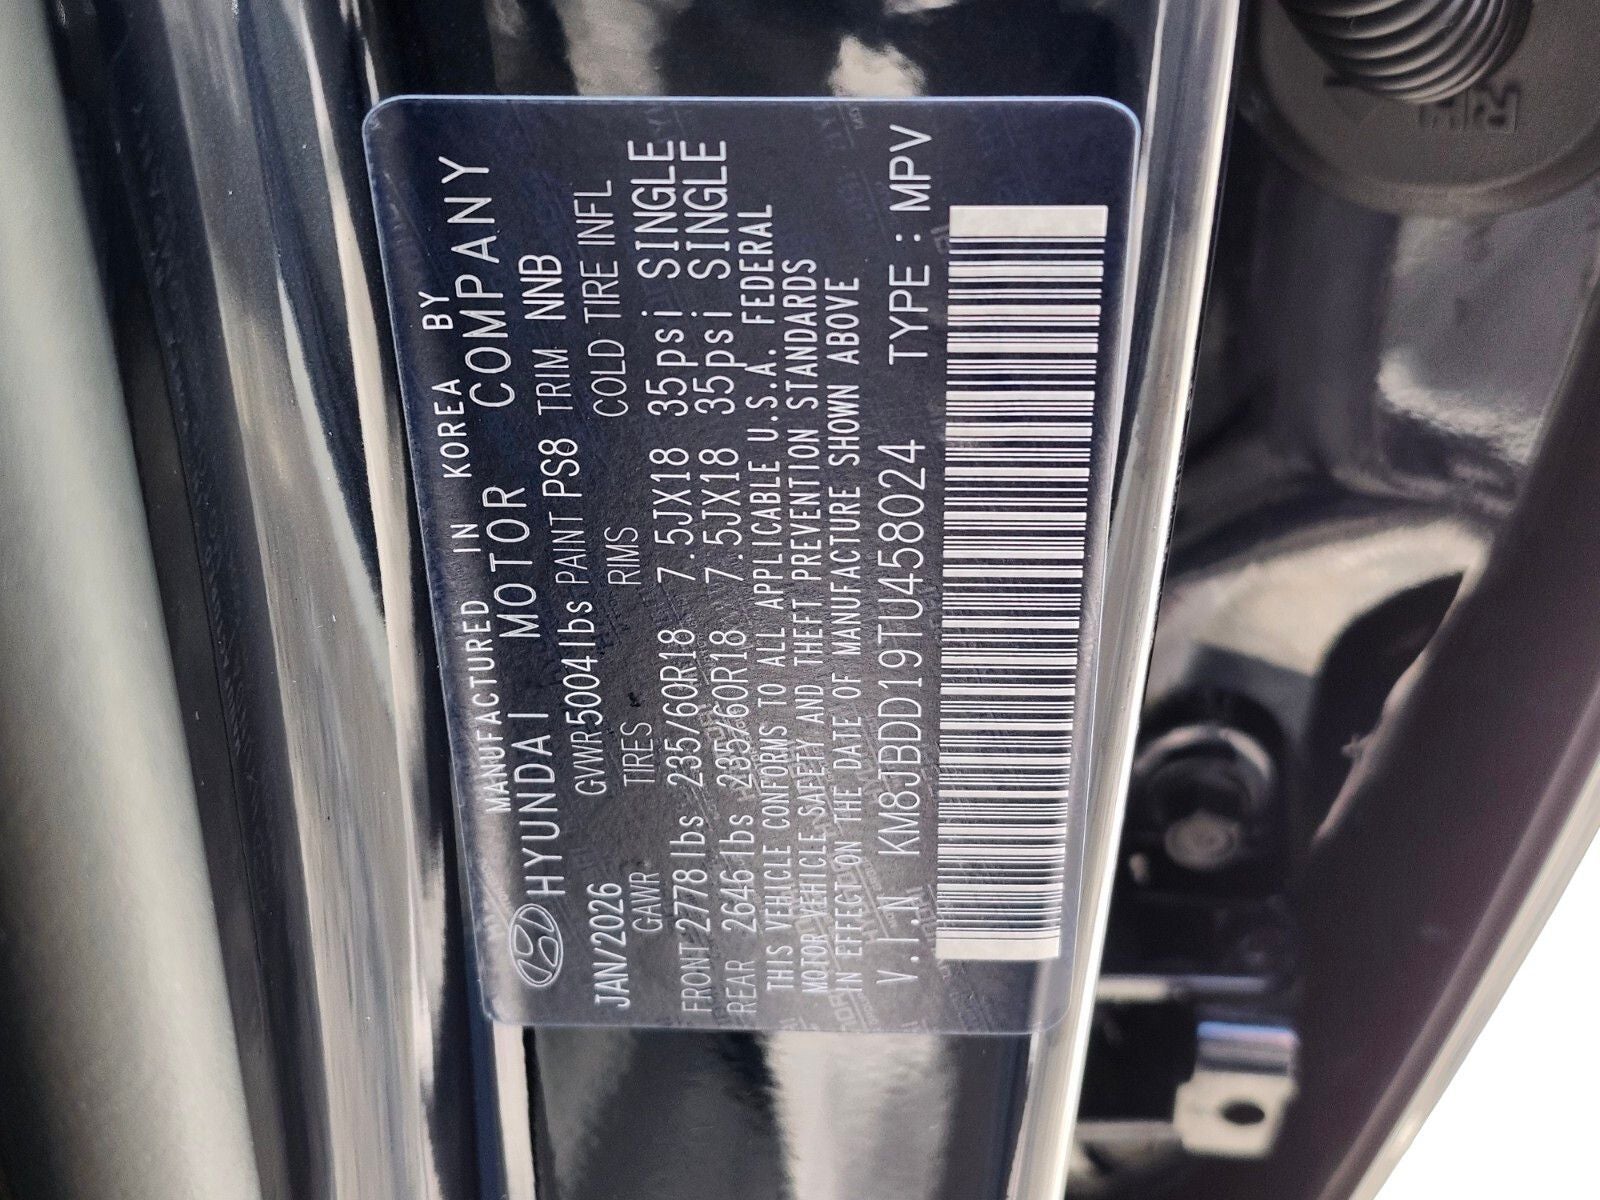 MANUFACTURED IN KOREA BY
HYUNDAI MOTOR COMPANY
JAN/2026 GVWR5004lbs PAINT PS8 TRIM NNB
GAWR TIRES RIMS COLD TIRE INFL
FRONT 2778lbs 235/60R18 7.5JX18 35psi SINGLE
REAR 2646lbs 235/60R18 7.5JX18 35psi SINGLE
THIS VEHICLE CONFORMS TO ALL APPLICABLE U.S.A. FEDERAL
MOTOR VEHICLE SAFETY AND THEFT PREVENTION STANDARDS
IN EFFECT ON THE DATE OF MANUFACTURE SHOWN ABOVE
V.I.N KM8JBDD19TU458024 TYPE : MPV